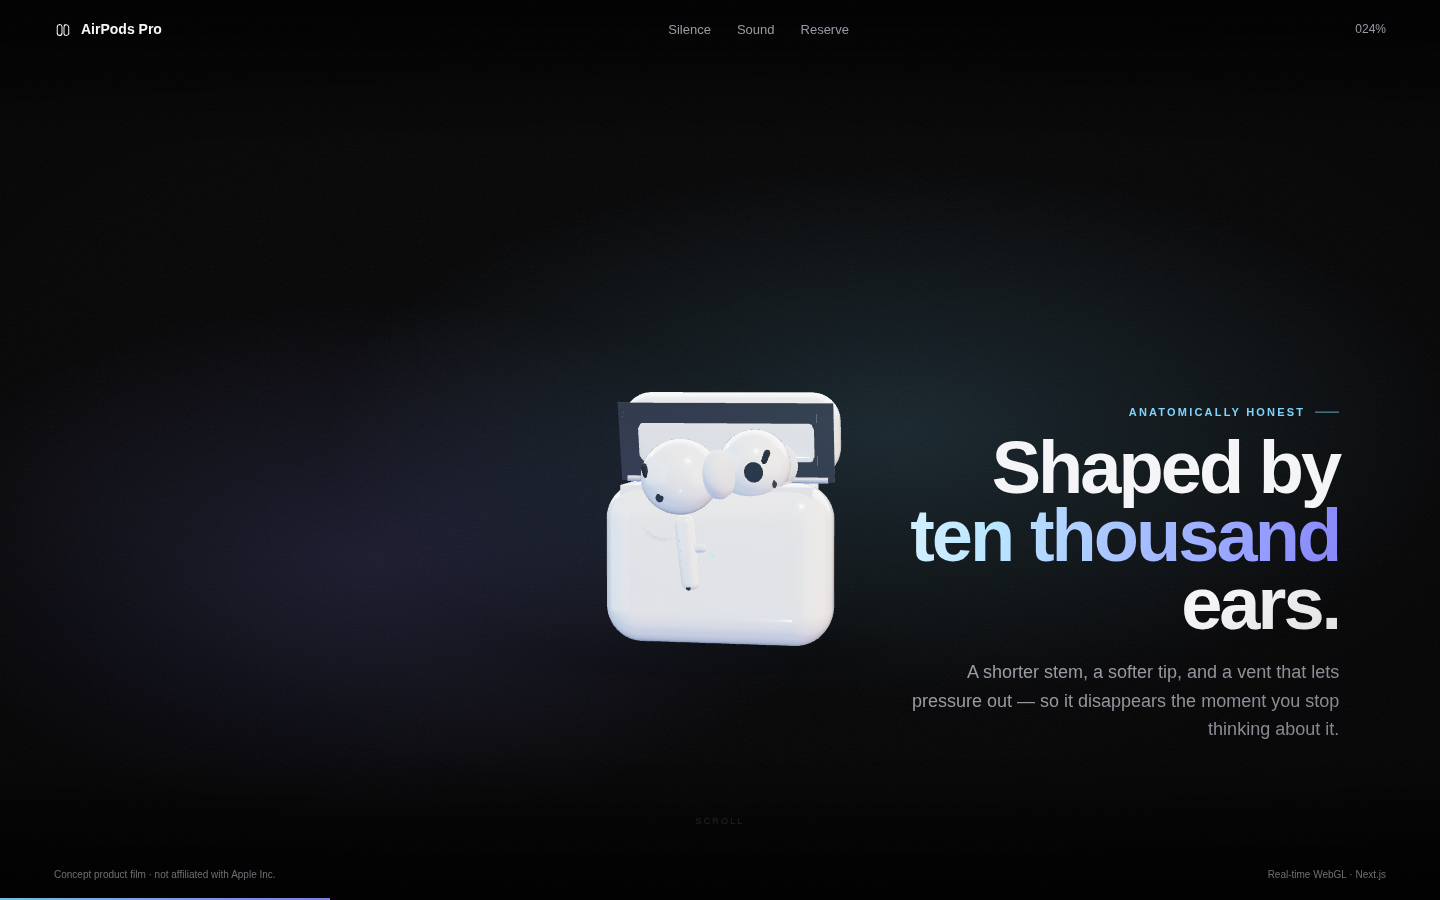 AirPods Pro
Silence
Sound
Reserve
024%
ANATOMICALLY HONEST
Shaped by
ten thousand
ears.
A shorter stem, a softer tip, and a vent that lets
pressure out — so it disappears the moment you stop
thinking about it.
SCROLL
Concept product film · not affiliated with Apple Inc.
Real-time WebGL · Next.js